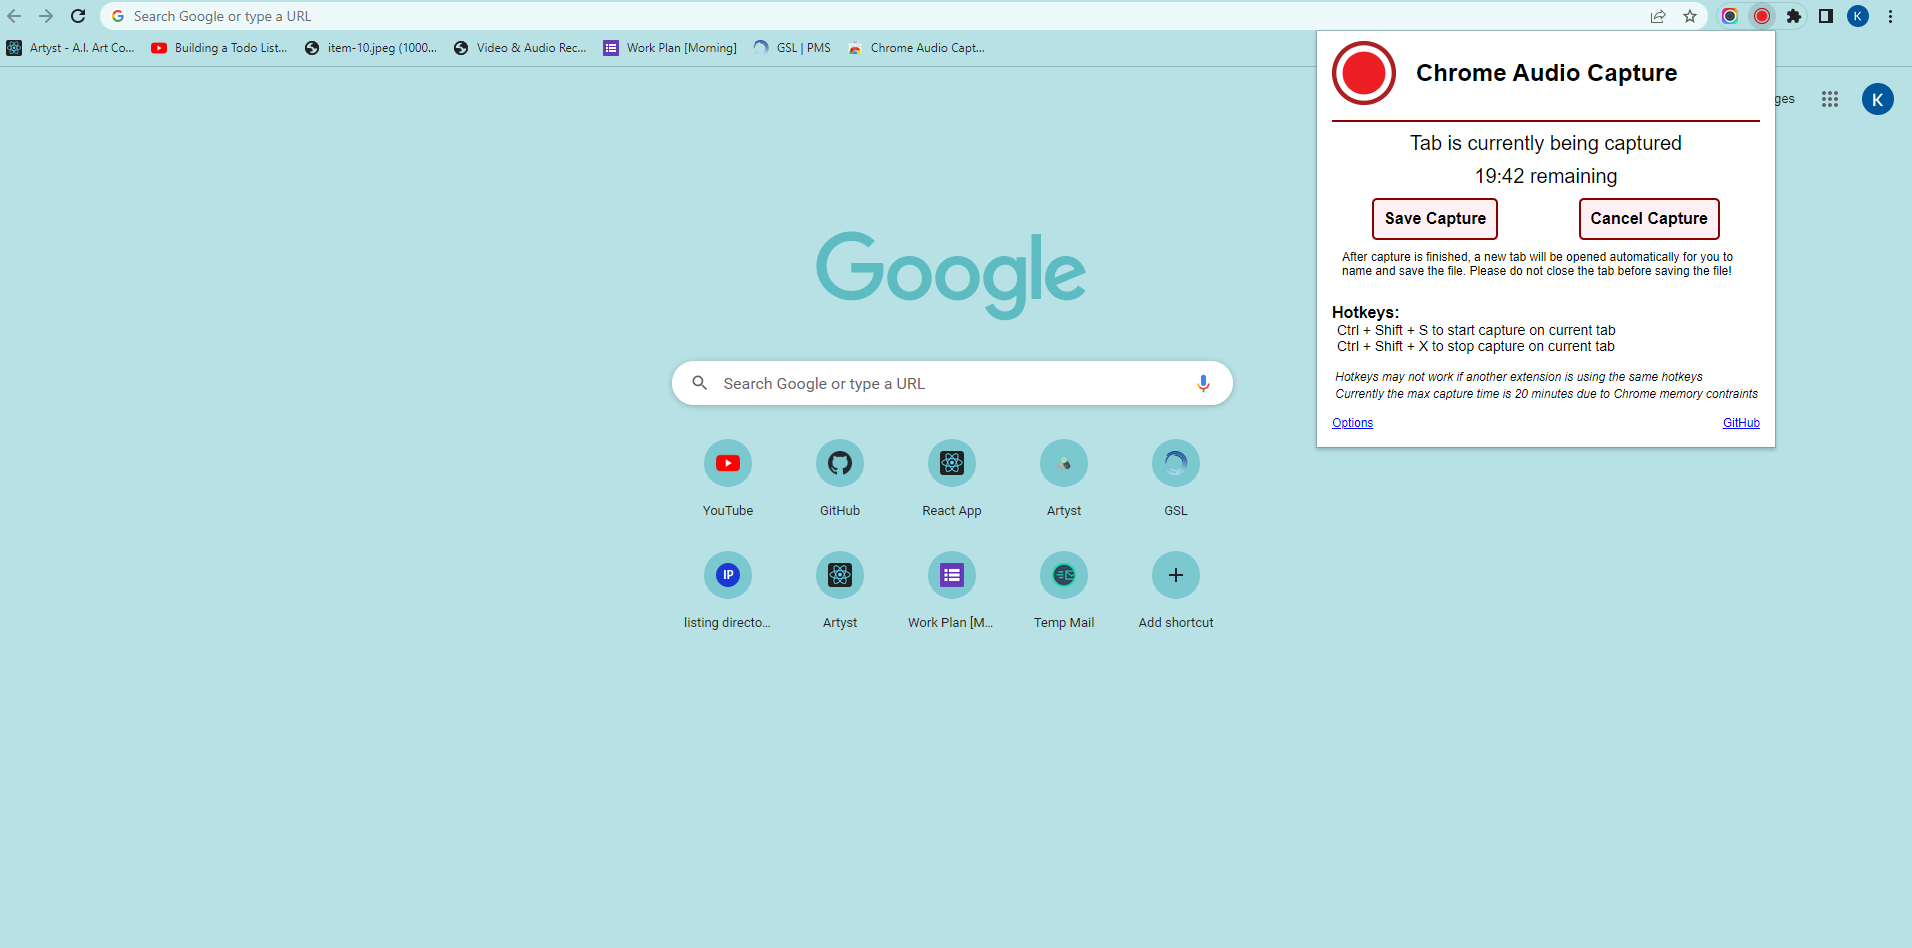 Search Google or type a URL
K
Artyst - A.I. Art Co...
Building a Todo List...
item-10.jpeg (1000...
Video & Audio Rec...
Work Plan [Morning]
GSL | PMS
Chrome Audio Capt...
Chrome Audio Capture
ges
K
Tab is currently being captured
19:42 remaining
Save Capture
Cancel Capture
After capture is finished, a new tab will be opened automatically for you to
name and save the file. Please do not close the tab before saving the file!
Hotkeys:
Ctrl + Shift + S to start capture on current tab
Ctrl + Shift + X to stop capture on current tab
Hotkeys may not work if another extension is using the same hotkeys
Currently the max capture time is 20 minutes due to Chrome memory contraints
Options
GitHub
Google
Search Google or type a URL
YouTube
GitHub
React App
Artyst
GSL
IP
listing directo...
Artyst
Work Plan [M...
Temp Mail
Add shortcut